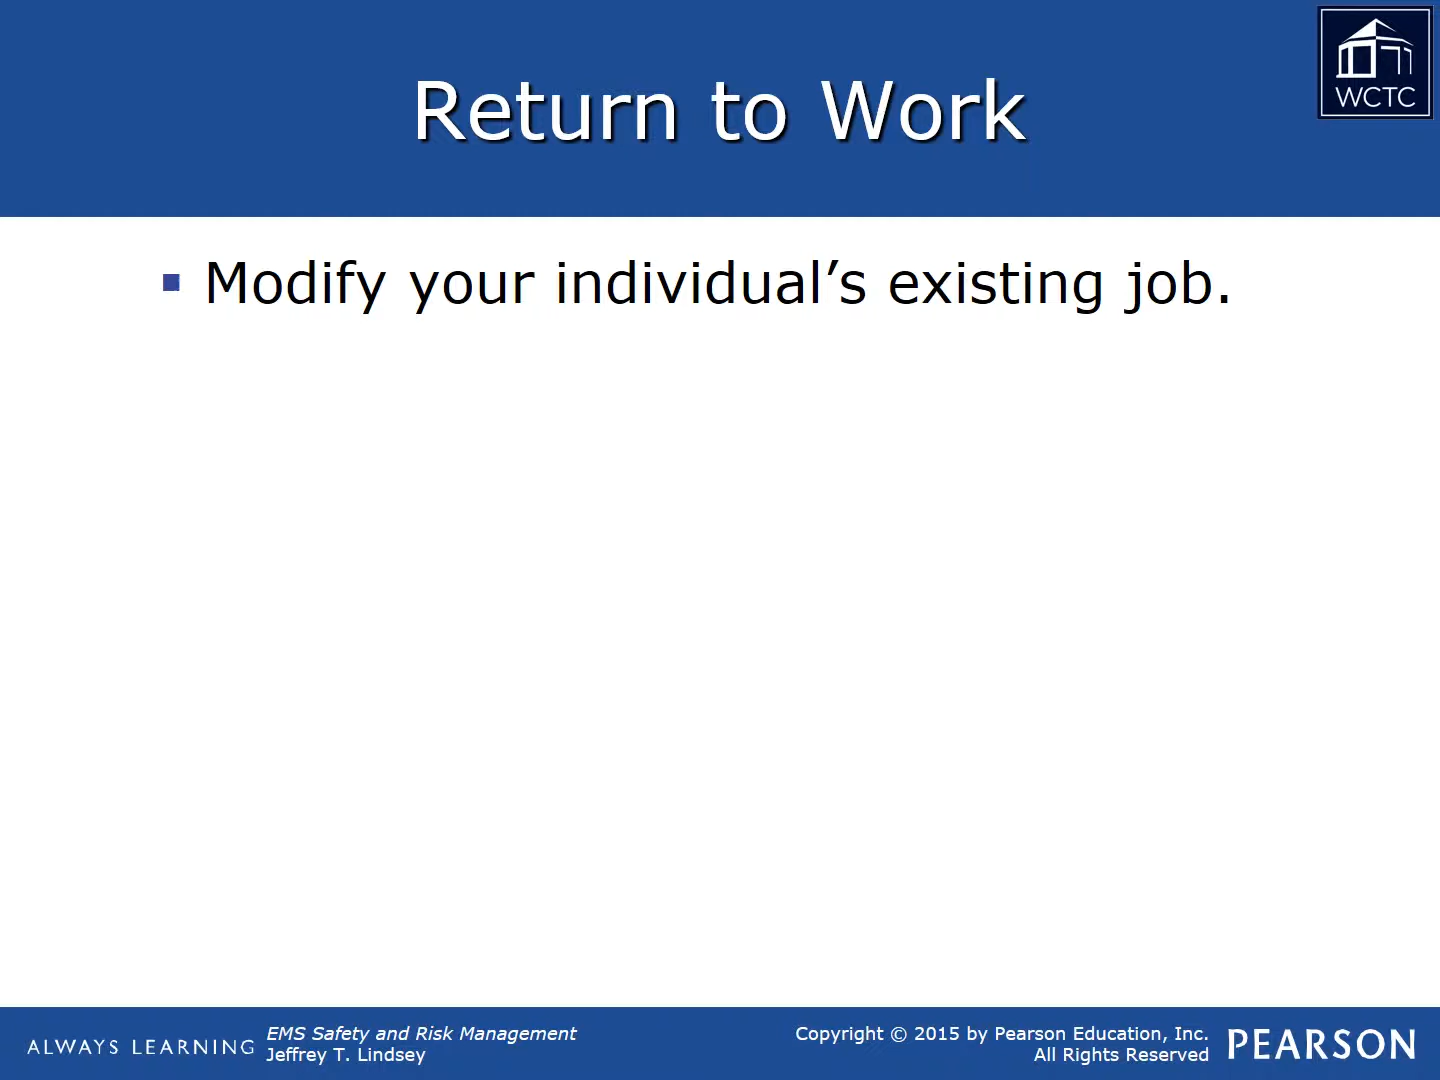 WCTC
Return to Work
▪ Modify your individual’s existing job.
ALWAYS LEARNING
EMS Safety and Risk Management
Jeffrey T. Lindsey
Copyright © 2015 by Pearson Education, Inc.
All Rights Reserved
PEARSON